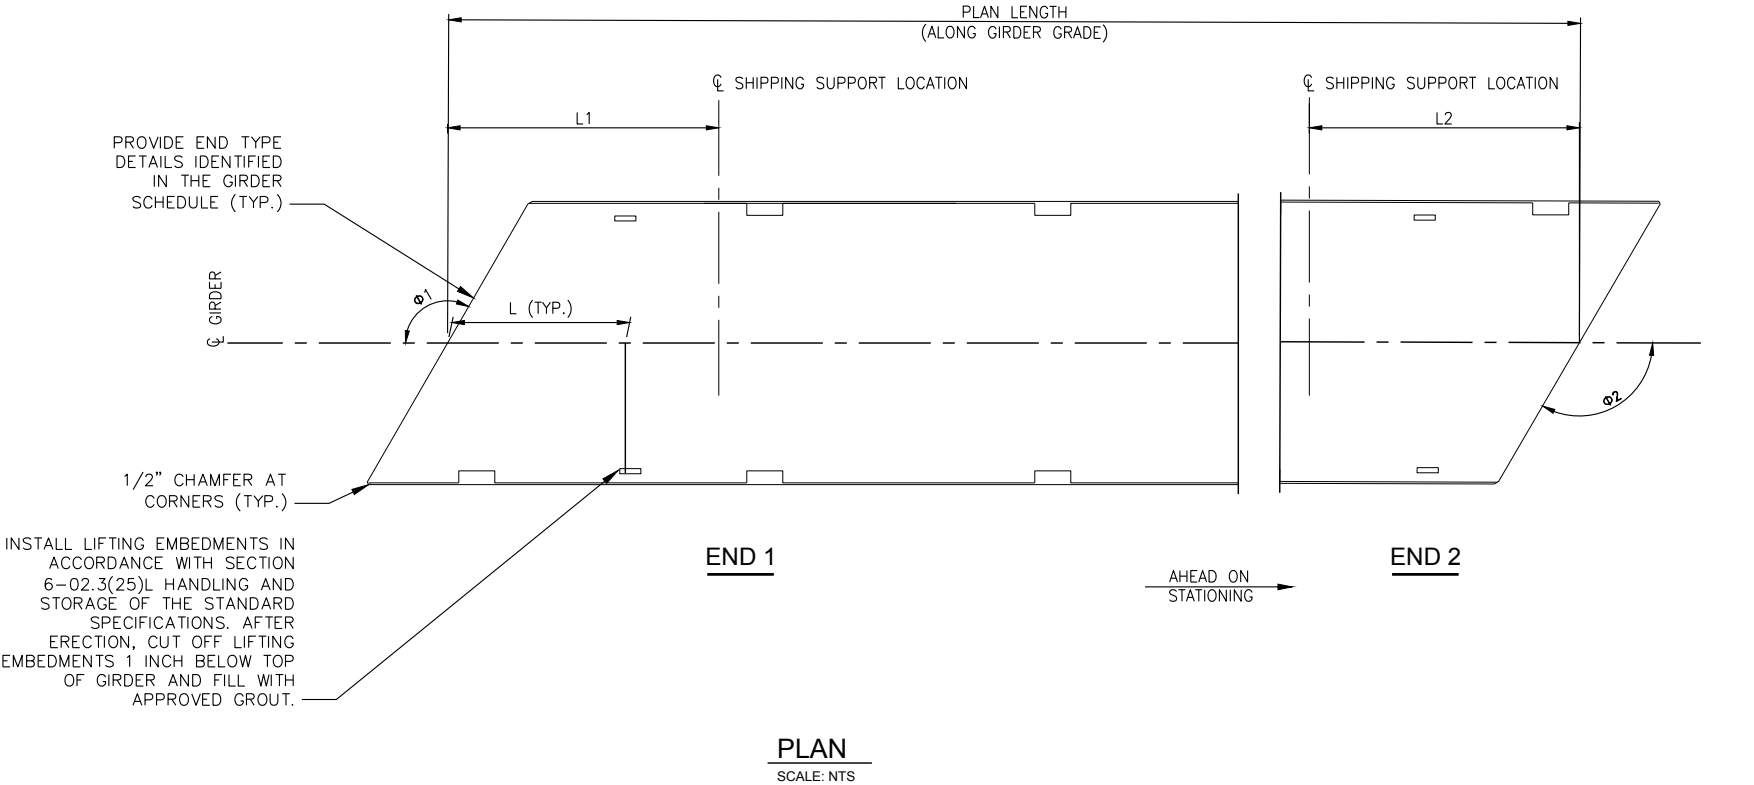 PLAN LENGTH
(ALONG GIRDER GRADE)
℄ SHIPPING SUPPORT LOCATION
℄ SHIPPING SUPPORT LOCATION
L1
L2
PROVIDE END TYPE
DETAILS IDENTIFIED
IN THE GIRDER
SCHEDULE (TYP.)
℄ GIRDER
Φ1
L (TYP.)
Φ2
1/2" CHAMFER AT
CORNERS (TYP.)
INSTALL LIFTING EMBEDMENTS IN
ACCORDANCE WITH SECTION
6-02.3(25)L HANDLING AND
STORAGE OF THE STANDARD
SPECIFICATIONS. AFTER
ERECTION, CUT OFF LIFTING
EMBEDMENTS 1 INCH BELOW TOP
OF GIRDER AND FILL WITH
APPROVED GROUT.
END 1
END 2
AHEAD ON
STATIONING
PLAN
SCALE: NTS